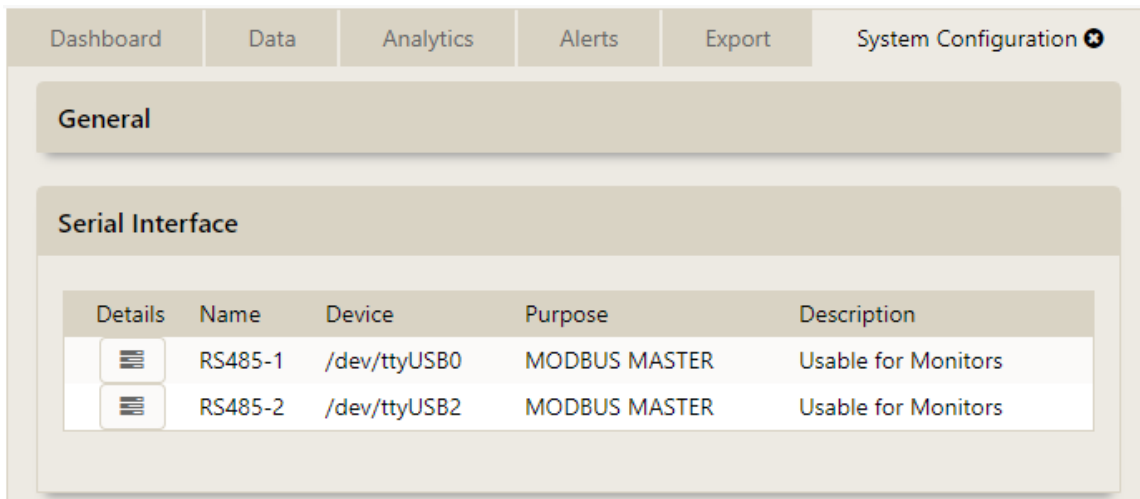 Dashboard Data Analytics Alerts Export System Configuration
General
Serial Interface
Details Name Device Purpose Description
RS485-1 /dev/ttyUSB0 MODBUS MASTER Usable for Monitors
RS485-2 /dev/ttyUSB2 MODBUS MASTER Usable for Monitors